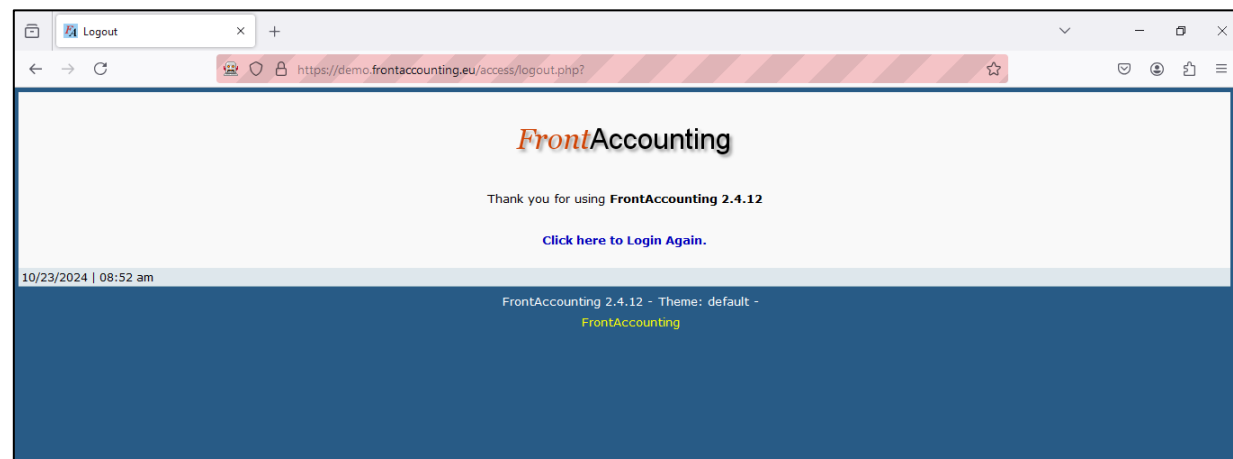 Logout
https://demo.frontaccounting.eu/access/logout.php?
FrontAccounting
Thank you for using FrontAccounting 2.4.12
Click here to Login Again.
10/23/2024 | 08:52 am
FrontAccounting 2.4.12 - Theme: default -
FrontAccounting